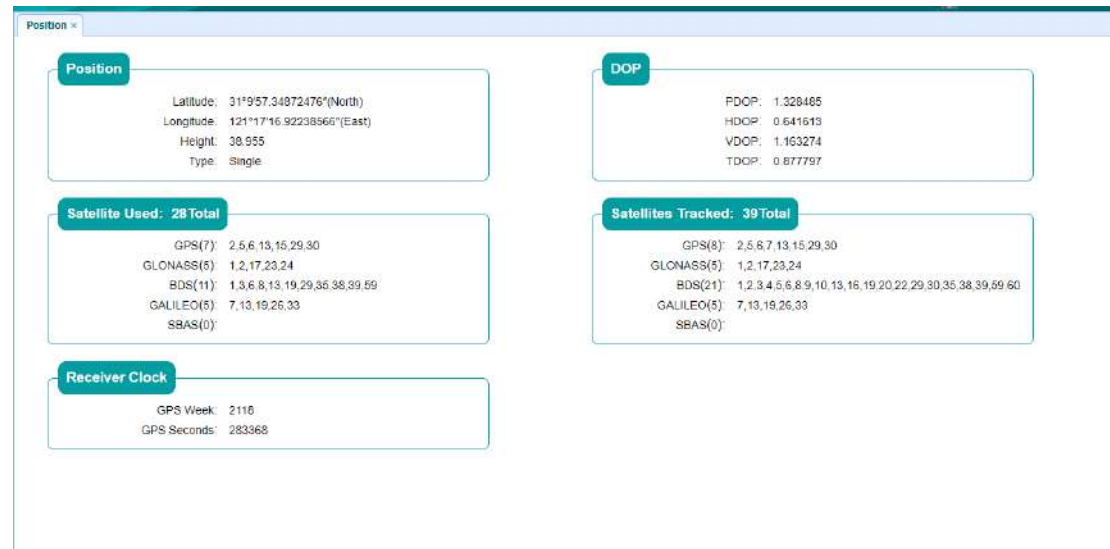 Position ×
Position
Latitude: 31°9'57.34872476"(North)
Longitude: 121°17'16.92238566"(East)
Height: 38.955
Type: Single
DOP
PDOP: 1.328485
HDOP: 0.641613
VDOP: 1.163274
TDOP: 0.877797
Satellite Used: 28Total
GPS(7): 2,5,6,13,15,29,30
GLONASS(5): 1,2,17,23,24
BDS(11): 1,3,6,8,13,19,29,35,38,39,59
GALILEO(5): 7,13,19,26,33
SBAS(0):
Satellites Tracked: 39Total
GPS(8): 2,5,6,7,13,15,29,30
GLONASS(5): 1,2,17,23,24
BDS(21): 1,2,3,4,5,6,8,9,10,13,16,19,20,22,29,30,35,38,39,59,60
GALILEO(5): 7,13,19,26,33
SBAS(0):
Receiver Clock
GPS Week: 2118
GPS Seconds: 283368